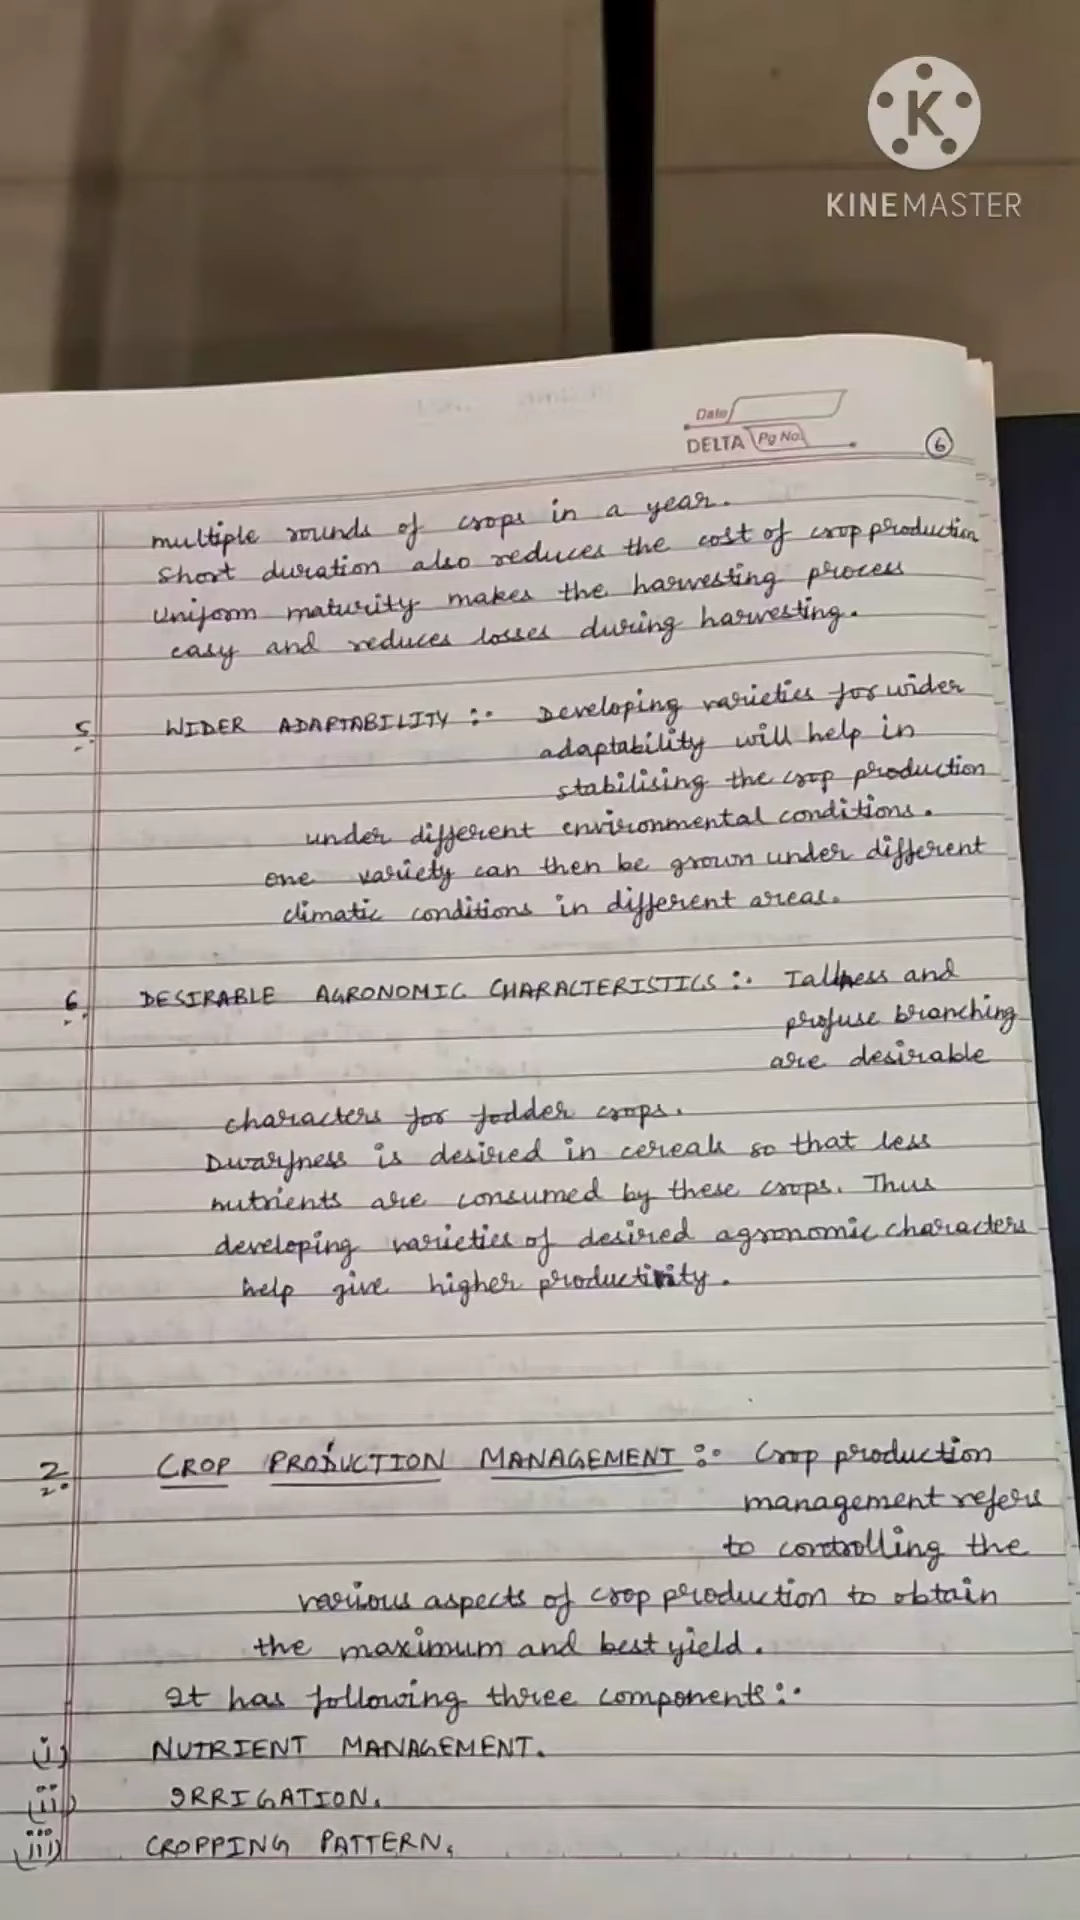 K
KINEMASTER
Date
DELTA Pg No.
6
multiple rounds of crops in a year.
Short duration also reduces the cost of crop production
Uniform maturity makes the harvesting process
easy and reduces losses during harvesting.
5. WIDER ADAPTABILITY :- Developing varieties for wider
adaptability will help in
stabilising the crop production
under different environmental conditions.
One variety can then be grown under different
climatic conditions in different areas.
6. DESIRABLE AGRONOMIC CHARACTERISTICS :- Tallness and
profuse branching
are desirable
characters for fodder crops.
Dwarfness is desired in cereals so that less
nutrients are consumed by these crops. Thus
developing varieties of desired agronomic characters
help give higher productivity.
2. CROP PRODUCTION MANAGEMENT :- Crop production
management refers
to controlling the
various aspects of crop production to obtain
the maximum and best yield.
It has following three components :-
(i) NUTRIENT MANAGEMENT.
(ii) IRRIGATION.
(iii) CROPPING PATTERN.